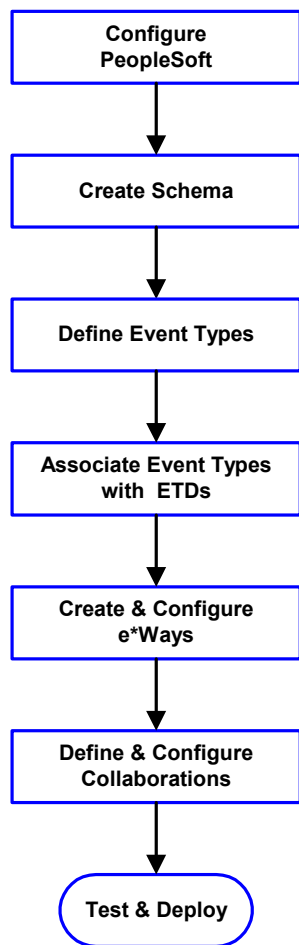 Configure
PeopleSoft
Create Schema
Define Event Types
Associate Event Types
with ETDs
Create & Configure
e*Ways
Define & Configure
Collaborations
Test & Deploy